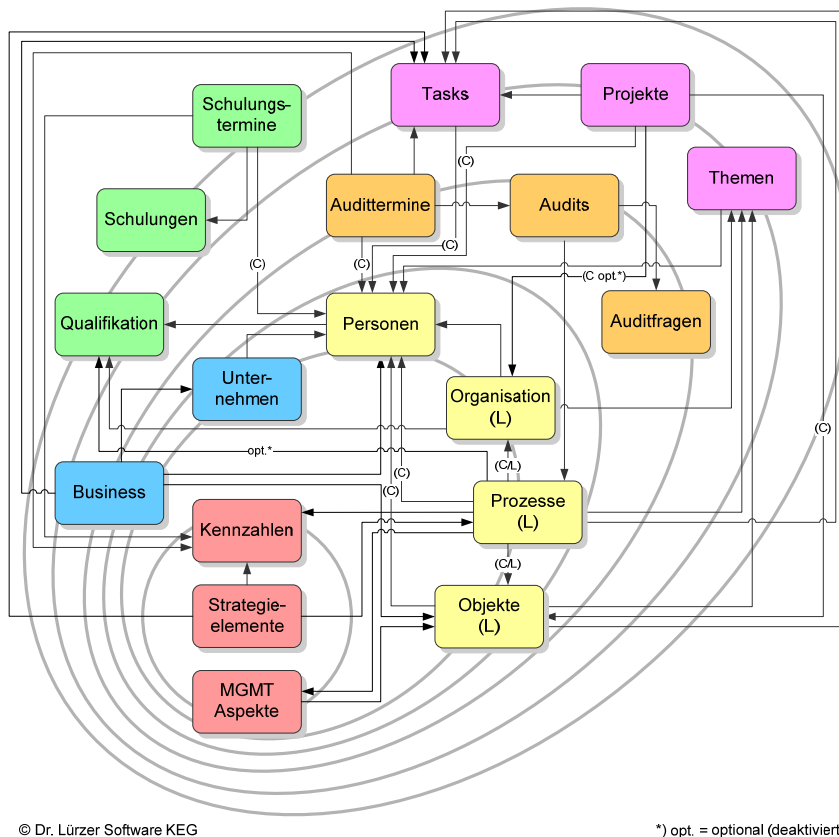 Tasks
Projekte
Schulungs-
termine
(C)
Themen
Audittermine
Audits
Schulungen
(C)
(C)
(C)
(C opt.*)
Qualifikation
Personen
Auditfragen
Unter-
nehmen
Organisation
(L)
(C)
opt.*
(C/L)
(C)
Business
(C)
Kennzahlen
Prozesse
(L)
(C/L)
Strategie-
elemente
Objekte
(L)
MGMT
Aspekte
© Dr. Lürzer Software KEG
*) opt. = optional (deaktiviert